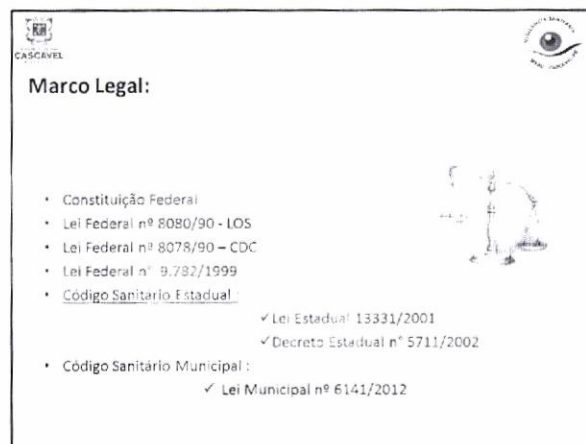 CASCAVEL
VIGILÂNCIA SANITÁRIA
Marco Legal:
• Constituição Federal
• Lei Federal nº 8080/90 - LOS
• Lei Federal nº 8078/90 – CDC
• Lei Federal n° 9.782/1999
• Código Sanitário Estadual :
✓Lei Estadual 13331/2001
✓Decreto Estadual n° 5711/2002
• Código Sanitário Municipal :
✓ Lei Municipal nº 6141/2012